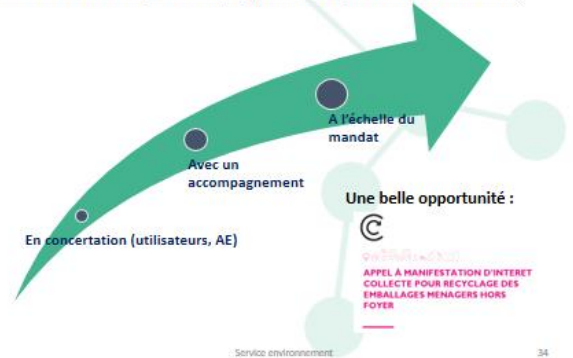 A l'échelle du
mandat
Avec un
accompagnement
En concertation (utilisateurs, AE)
Une belle opportunité :
APPEL À MANIFESTATION D'INTERET
COLLECTE POUR RECYCLAGE DES
EMBALLAGES MENAGERS HORS
FOYER
Service environnement
34